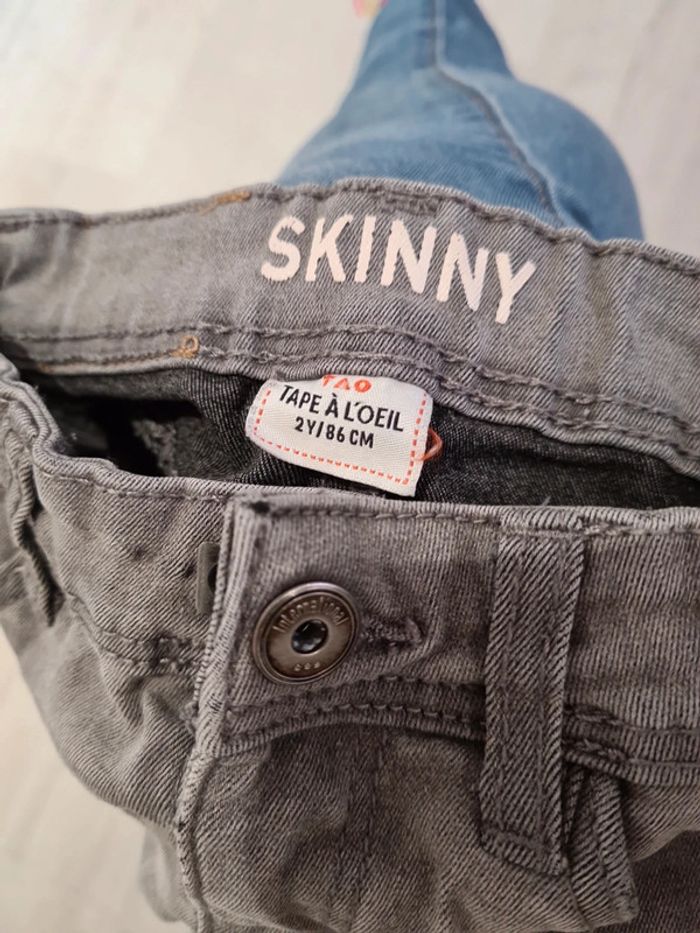 SKINNY
TAO
TAPE À L'OEIL
2Y/86 CM